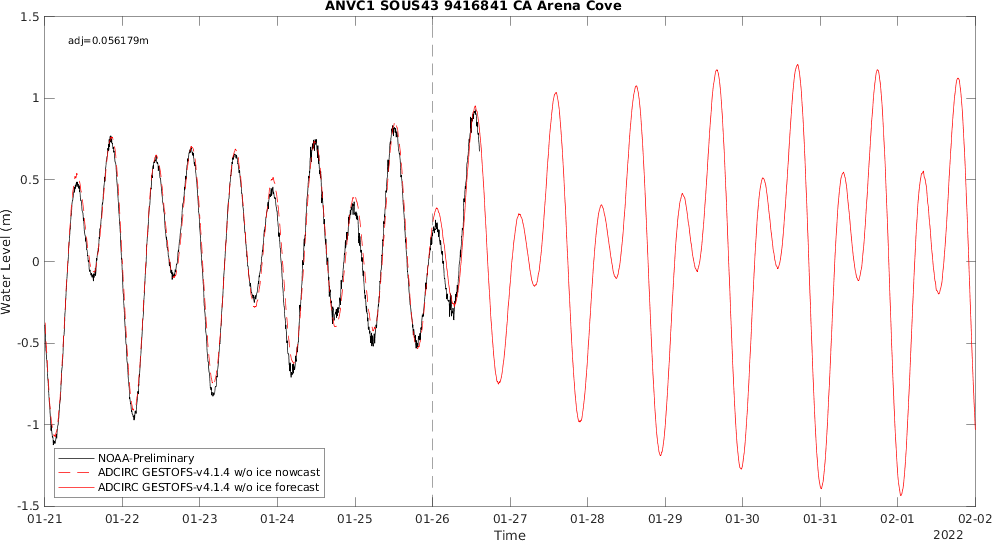 ANVC1 SOUS43 9416841 CA Arena Cove
adj=0.056179m
1.5
1
0.5
0
-0.5
-1
-1.5
Water Level (m)
NOAA-Preliminary
ADCIRC GESTOFS-v4.1.4 w/o ice nowcast
ADCIRC GESTOFS-v4.1.4 w/o ice forecast
01-21 01-22 01-23 01-24 01-25 01-26 01-27 01-28 01-29 01-30 01-31 02-01 02-02
Time
2022